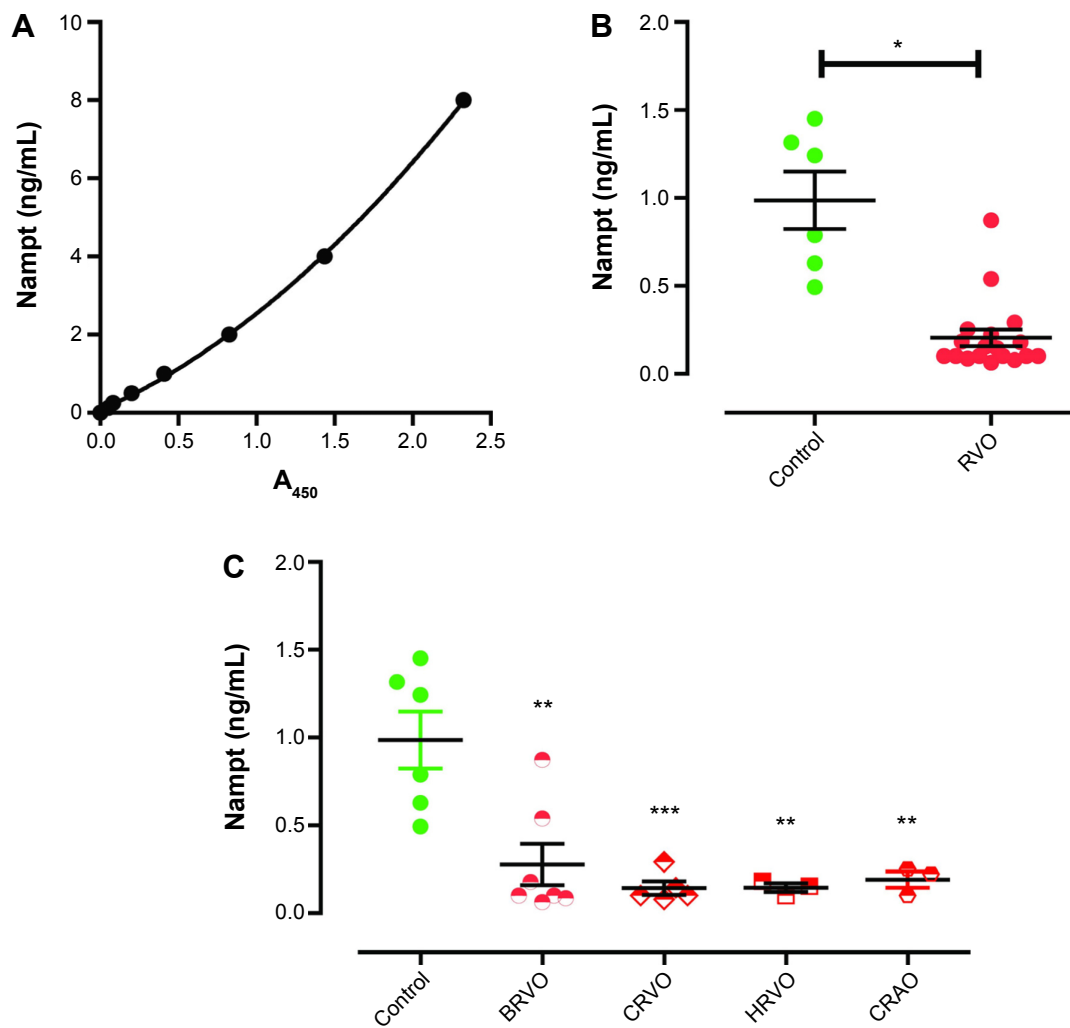 A
Nampt (ng/mL)
10
8
6
4
2
0
0.0 0.5 1.0 1.5 2.0 2.5
A450
B
Nampt (ng/mL)
2.0
1.5
1.0
0.5
0.0
*
Control RVO
C
Nampt (ng/mL)
2.0
1.5
1.0
0.5
0.0
** *** ** **
Control BRVO CRVO HRVO CRAO